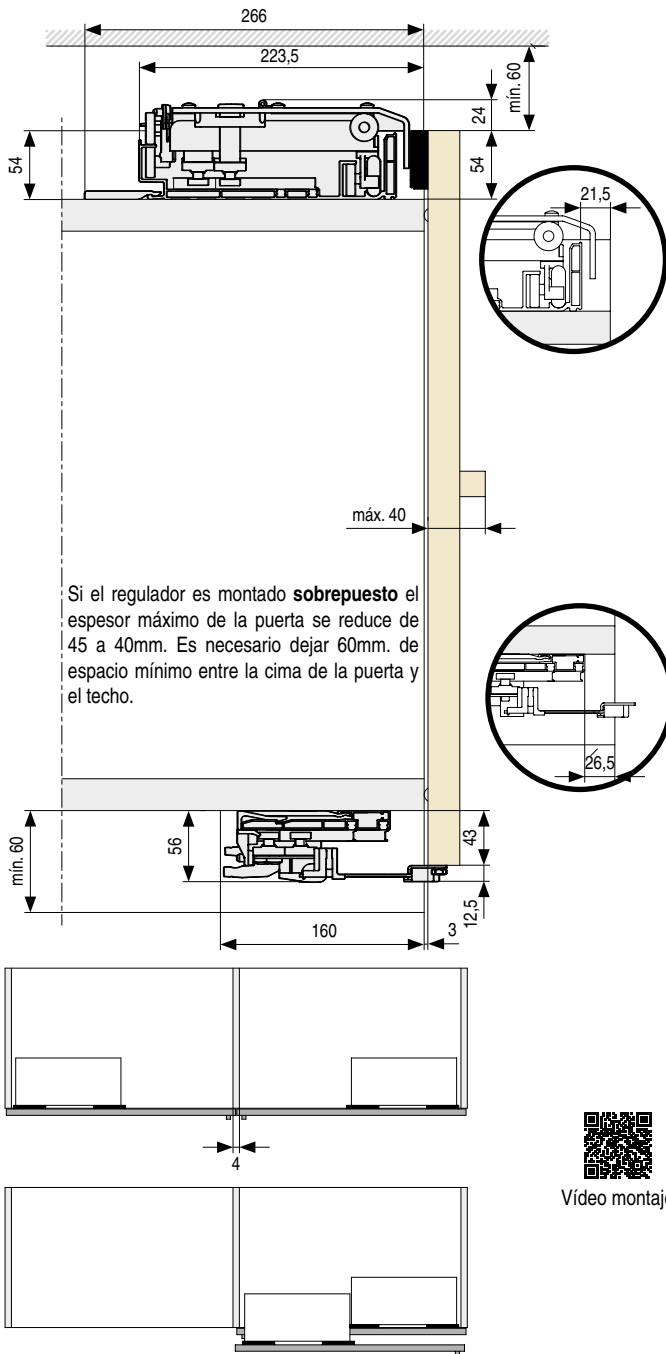 266
223,5
mín. 60
24
54
54
21,5
máx. 40
Si el regulador es montado sobrepuesto el
espesor máximo de la puerta se reduce de
45 a 40mm. Es necesario dejar 60mm. de
espacio mínimo entre la cima de la puerta y
el techo.
26,5
mín. 60
56
43
12,5
160
3
4
Vídeo montaje